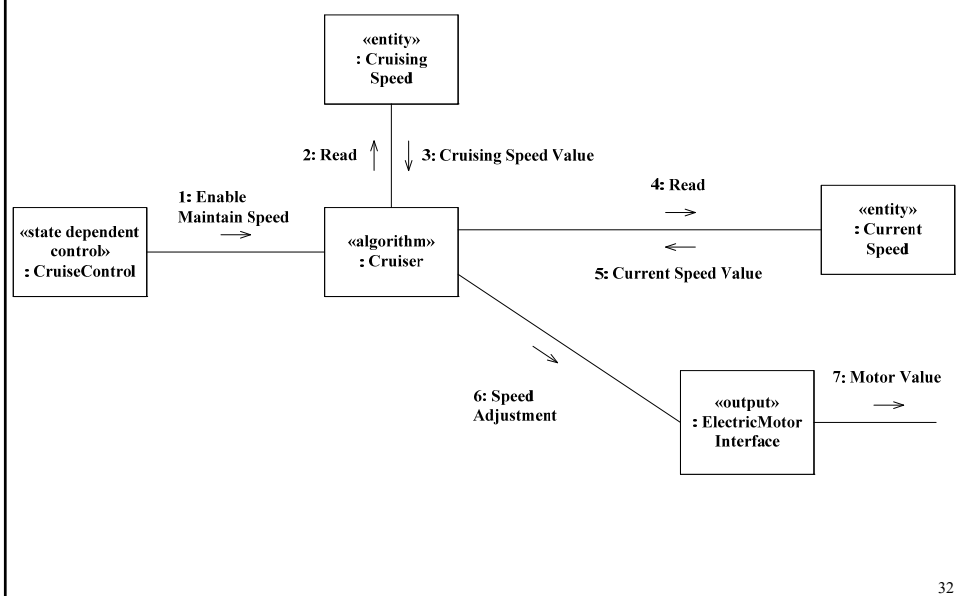 «entity»
: Cruising
Speed
2: Read
3: Cruising Speed Value
1: Enable
Maintain Speed
4: Read
«state dependent
control»
: CruiseControl
«algorithm»
: Cruiser
«entity»
: Current
Speed
5: Current Speed Value
6: Speed
Adjustment
«output»
: ElectricMotor
Interface
7: Motor Value
32